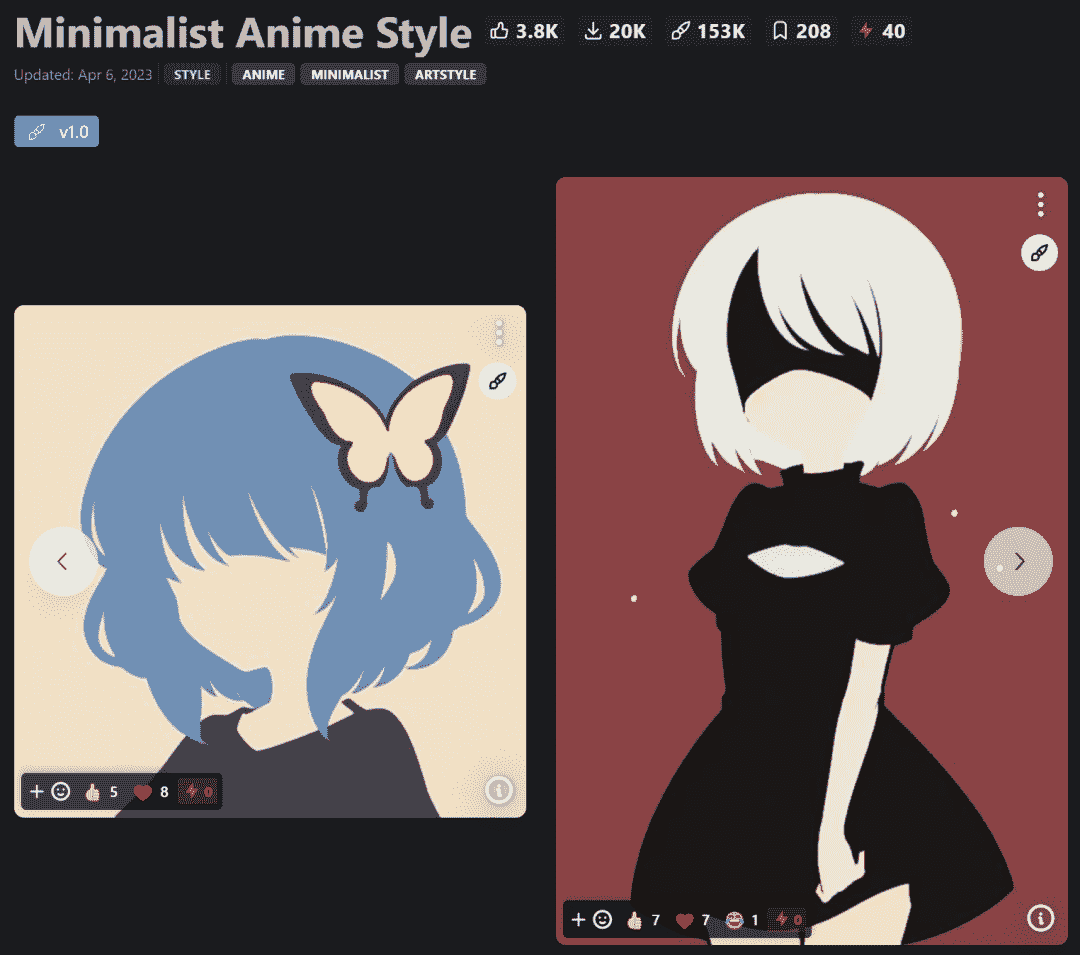 Minimalist Anime Style 3.8K 20K 153K 208 40
Updated: Apr 6, 2023 STYLE ANIME MINIMALIST ARTSTYLE
v1.0
5 8 0
7 7 1 0